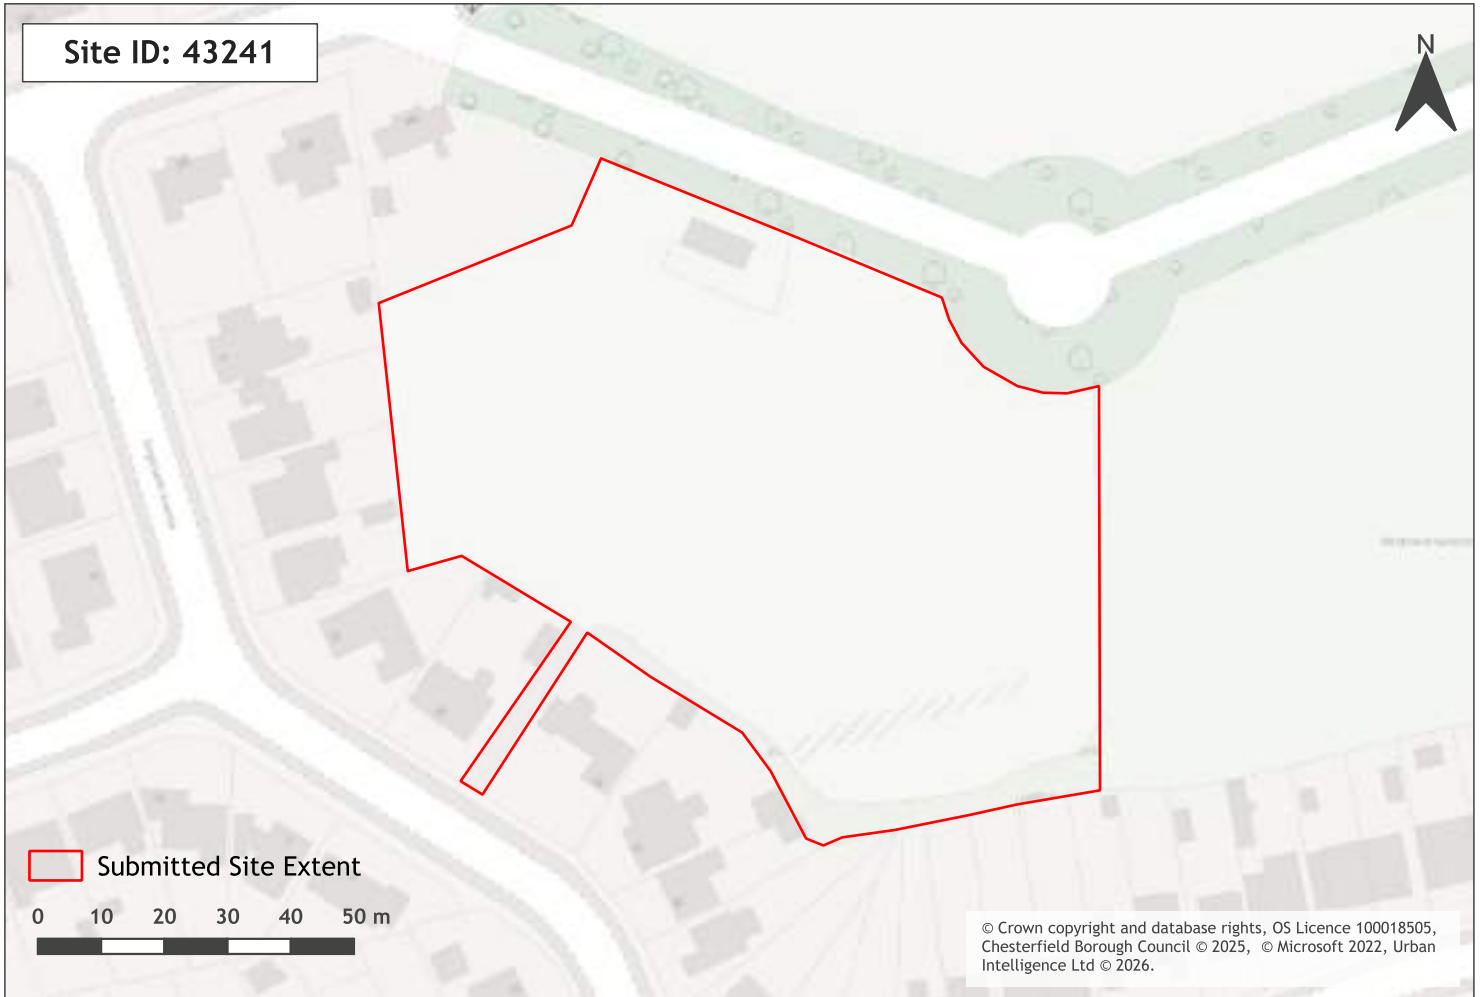 Site ID: 43241
N
Submitted Site Extent
0 10 20 30 40 50 m
© Crown copyright and database rights, OS Licence 100018505,
Chesterfield Borough Council © 2025, © Microsoft 2022, Urban
Intelligence Ltd © 2026.